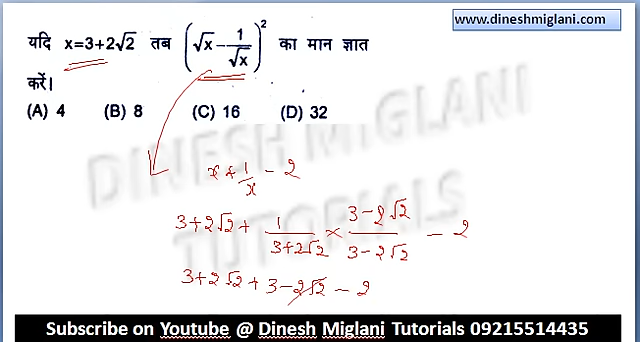 www.dineshmiglani.com
यदि x=3+2√2 तब (√x − 1/√x)² का मान ज्ञात
करें।
(A) 4 (B) 8 (C) 16 (D) 32
DINESH MIGLANI
TUTORIALS
x + 1/x − 2
3+2√2 + 1/(3+2√2) × (3−2√2)/(3−2√2) − 2
3+2√2 + 3−2√2 − 2
Subscribe on Youtube @ Dinesh Miglani Tutorials 09215514435